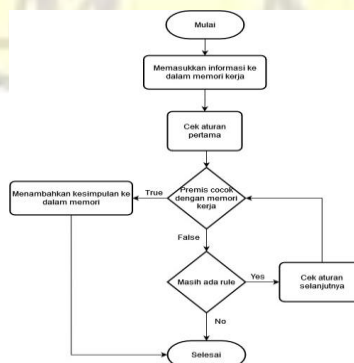 Mulai
Memasukkan informasi ke
dalam memori kerja
Cek aturan
pertama
Premis cocok
dengan memori
kerja
True
Menambahkan kesimpulan ke
dalam memori
False
Masih ada rule
Yes
Cek aturan
selanjutnya
No
Selesai